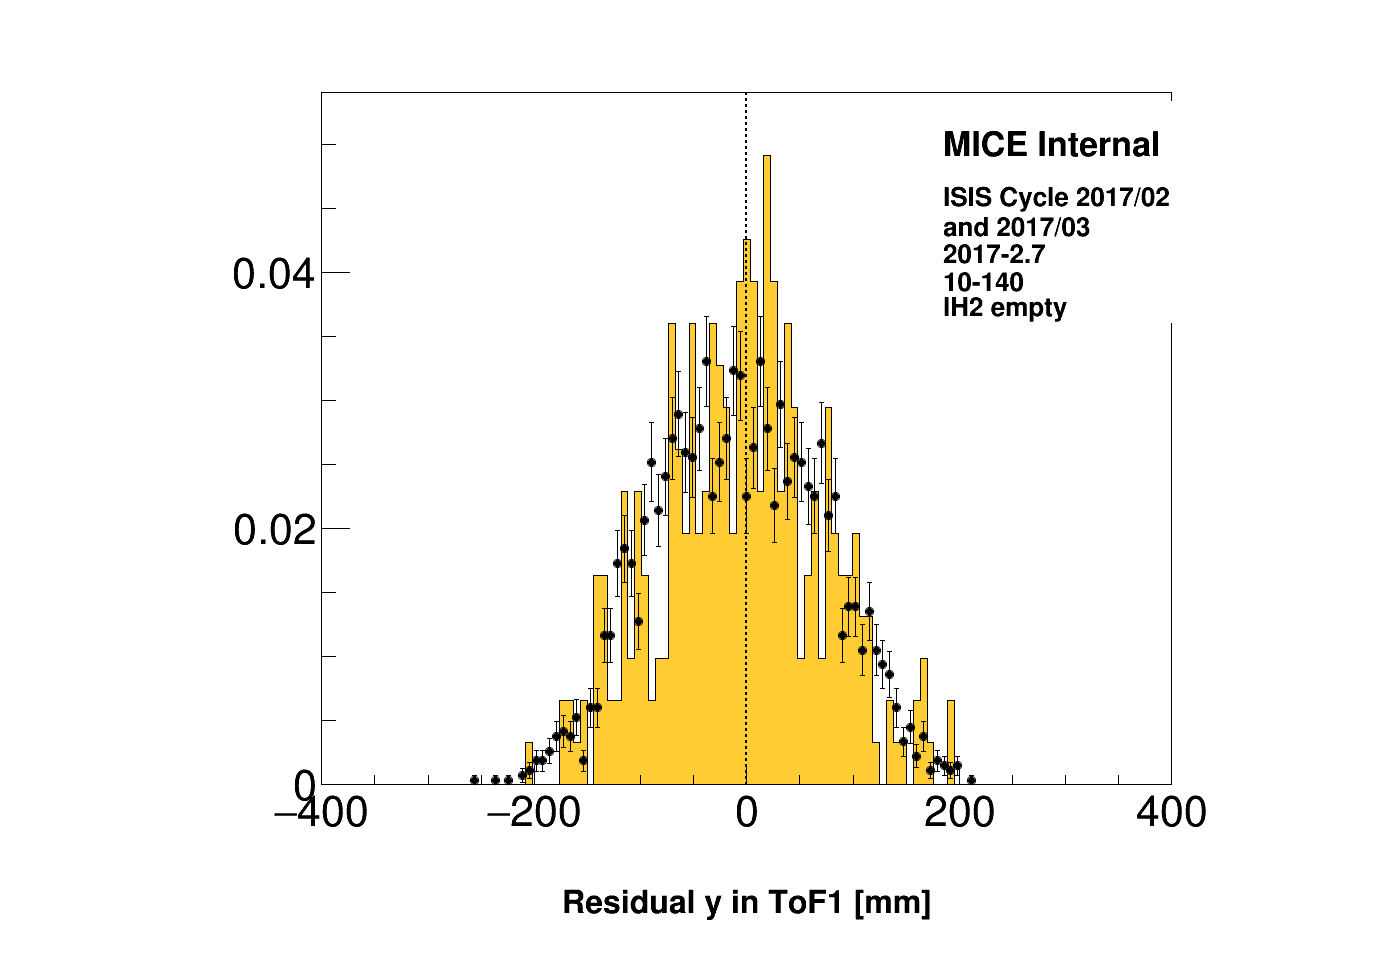 MICE Internal
ISIS Cycle 2017/02
and 2017/03
2017-2.7
10-140
IH2 empty
0.04
0.02
0
−400
−200
0
200
400
Residual y in ToF1 [mm]